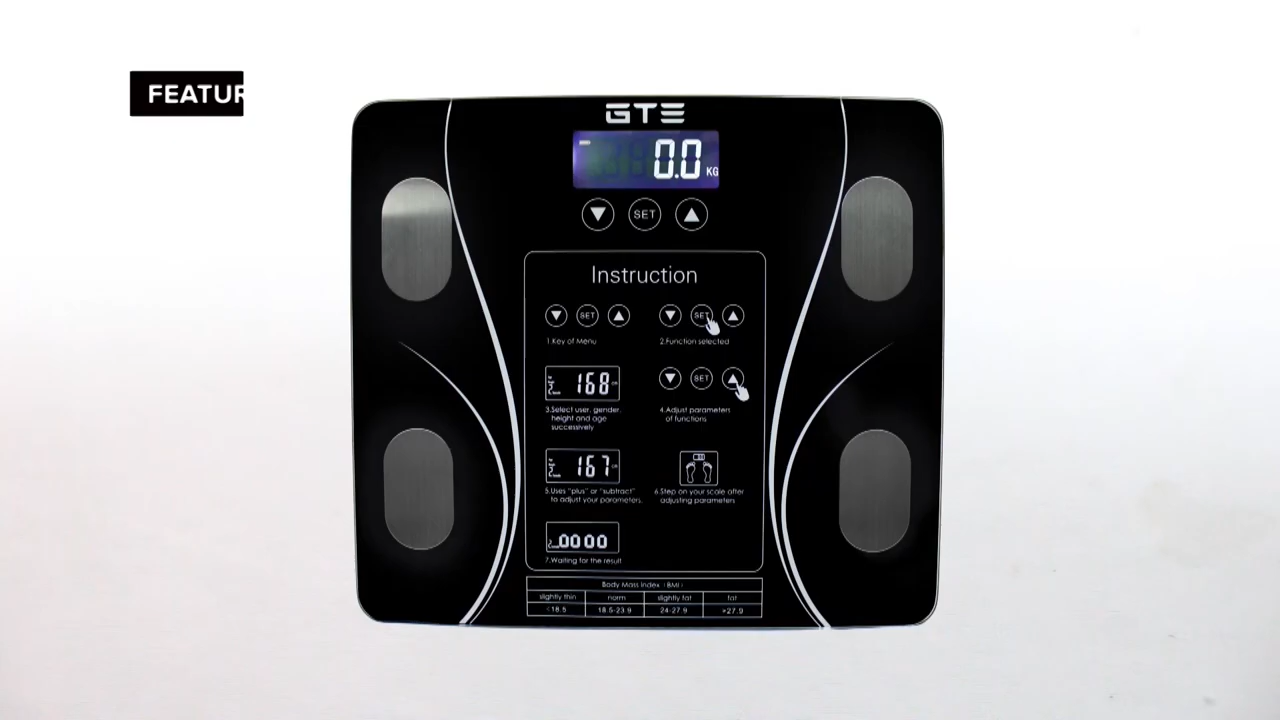 FEATUR
GTE
0.0 KG
SET
Instruction
SET
SET
1.Key of Menu
2.Function selected
168 cm
SET
3.Select user, gender,
height and age
successively
4.Adjust parameters
of functions
167 cm
5.Uses "plus" or "subtract"
to adjust your parameters.
6.Step on your scale after
adjusting parameters
0000
7.Waiting for the result
Body Mass Index (BMI)
slightly thin norm slightly fat fat
<18.5 18.5-23.9 24-27.9 >27.9